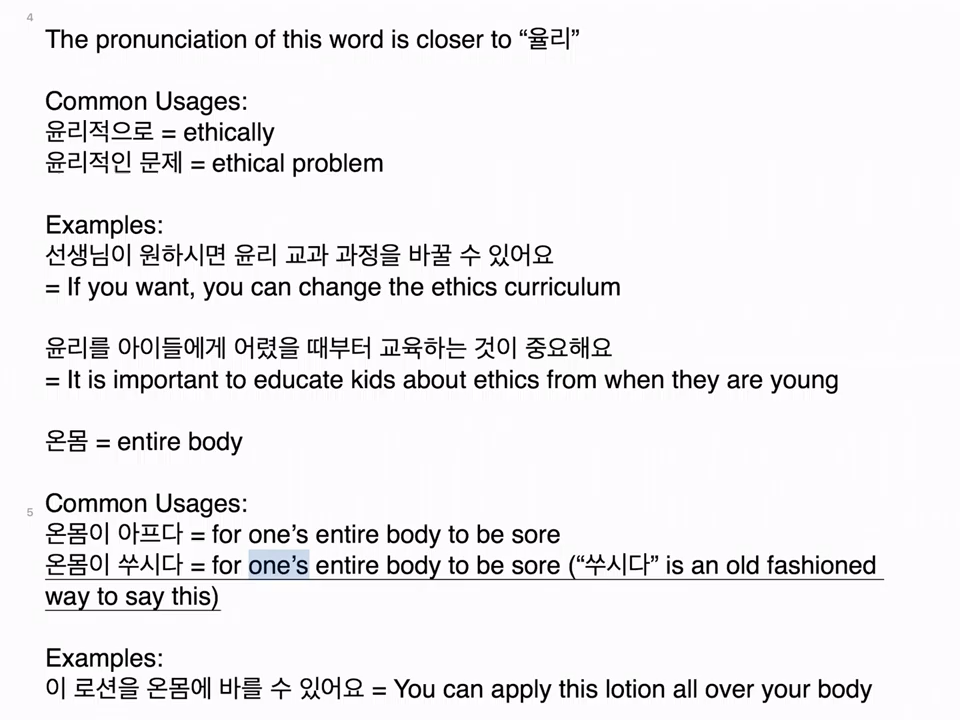 4
The pronunciation of this word is closer to “율리”
Common Usages:
윤리적으로 = ethically
윤리적인 문제 = ethical problem
Examples:
선생님이 원하시면 윤리 교과 과정을 바꿀 수 있어요
= If you want, you can change the ethics curriculum
윤리를 아이들에게 어렸을 때부터 교육하는 것이 중요해요
= It is important to educate kids about ethics from when they are young
온몸 = entire body
5
Common Usages:
온몸이 아프다 = for one’s entire body to be sore
온몸이 쑤시다 = for one’s entire body to be sore (“쑤시다” is an old fashioned
way to say this)
Examples:
이 로션을 온몸에 바를 수 있어요 = You can apply this lotion all over your body